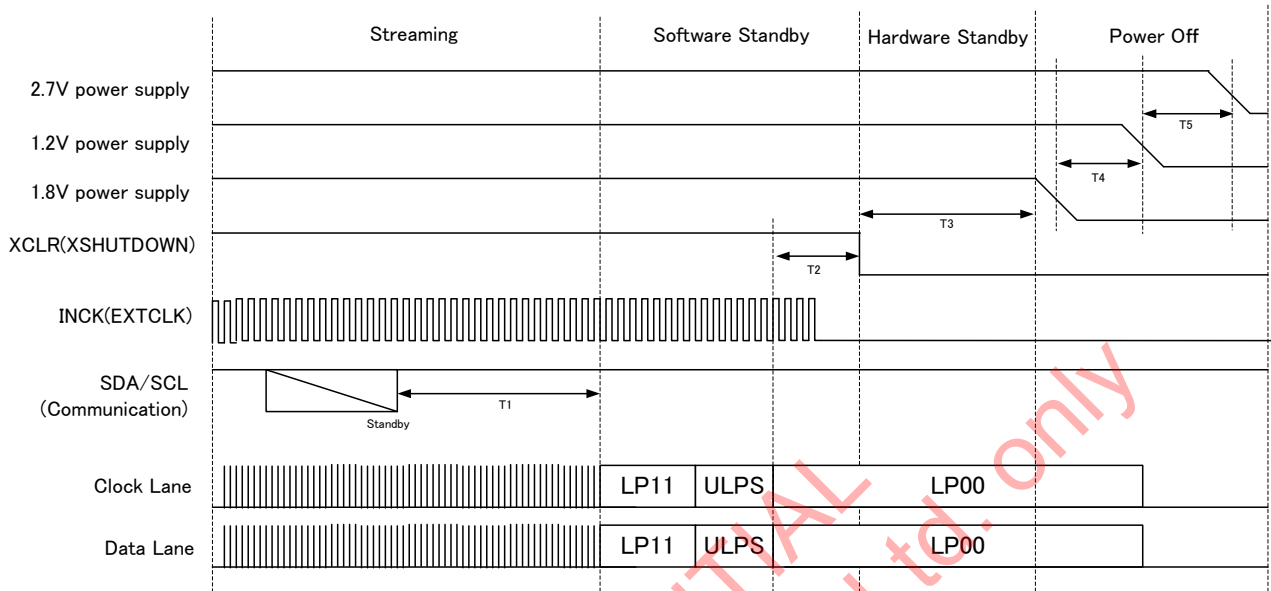 Streaming
Software Standby
Hardware Standby
Power Off
2.7V power supply
T5
1.2V power supply
T4
1.8V power supply
T3
XCLR(XSHUTDOWN)
T2
INCK(EXTCLK)
SDA/SCL
(Communication)
T1
Standby
Clock Lane
LP11
ULPS
LP00
Data Lane
LP11
ULPS
LP00
only
Ltd.